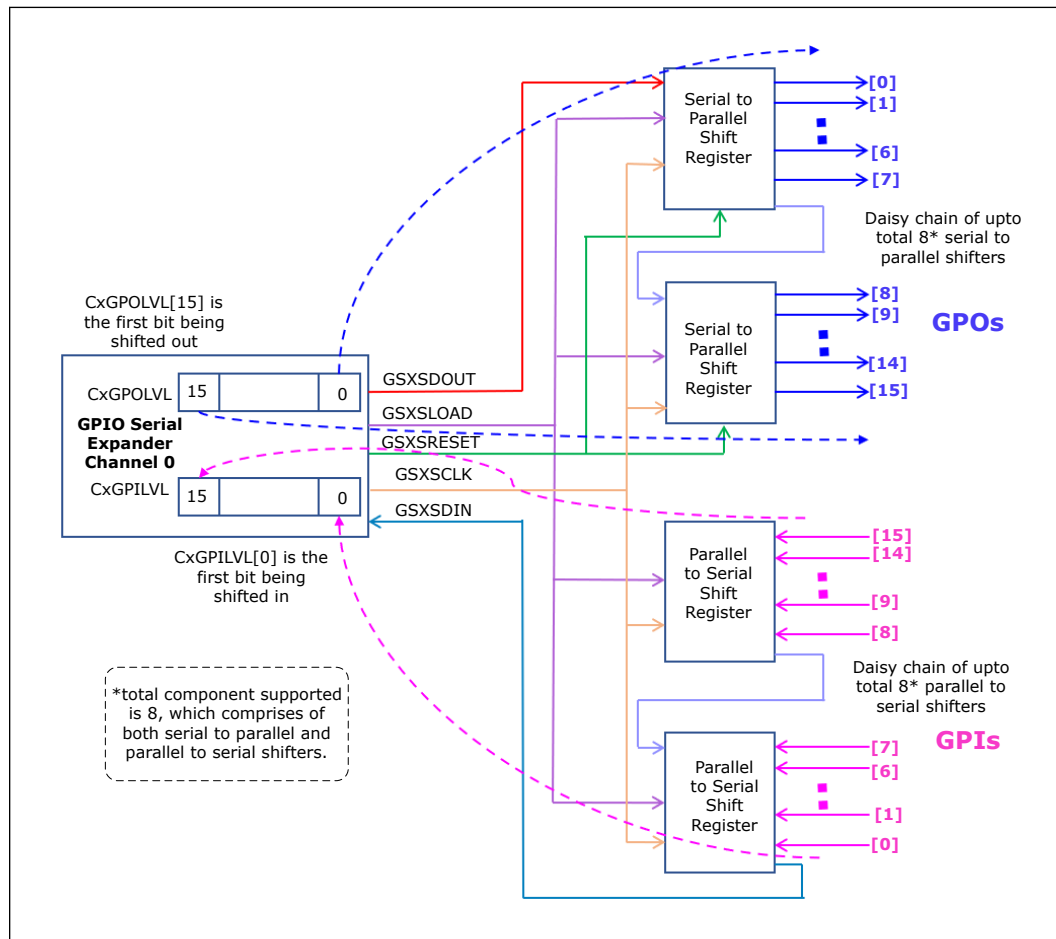 Serial to
Parallel
Shift
Register
[0]
[1]
[6]
[7]
Daisy chain of upto
total 8* serial to
parallel shifters
CxGPOLVL[15] is
the first bit being
shifted out
Serial to
Parallel
Shift
Register
[8]
[9]
[14]
[15]
GPOs
CxGPOLVL
15
0
GPIO Serial
Expander
Channel 0
CxGPILVL
15
0
GSXSDOUT
GSXSLOAD
GSXSRESET
GSXSCLK
GSXSDIN
CxGPILVL[0] is the
first bit being
shifted in
Parallel
to Serial
Shift
Register
[15]
[14]
[9]
[8]
Daisy chain of upto
total 8* parallel to
serial shifters
*total component supported
is 8, which comprises of
both serial to parallel and
parallel to serial shifters.
GPIs
Parallel
to Serial
Shift
Register
[7]
[6]
[1]
[0]